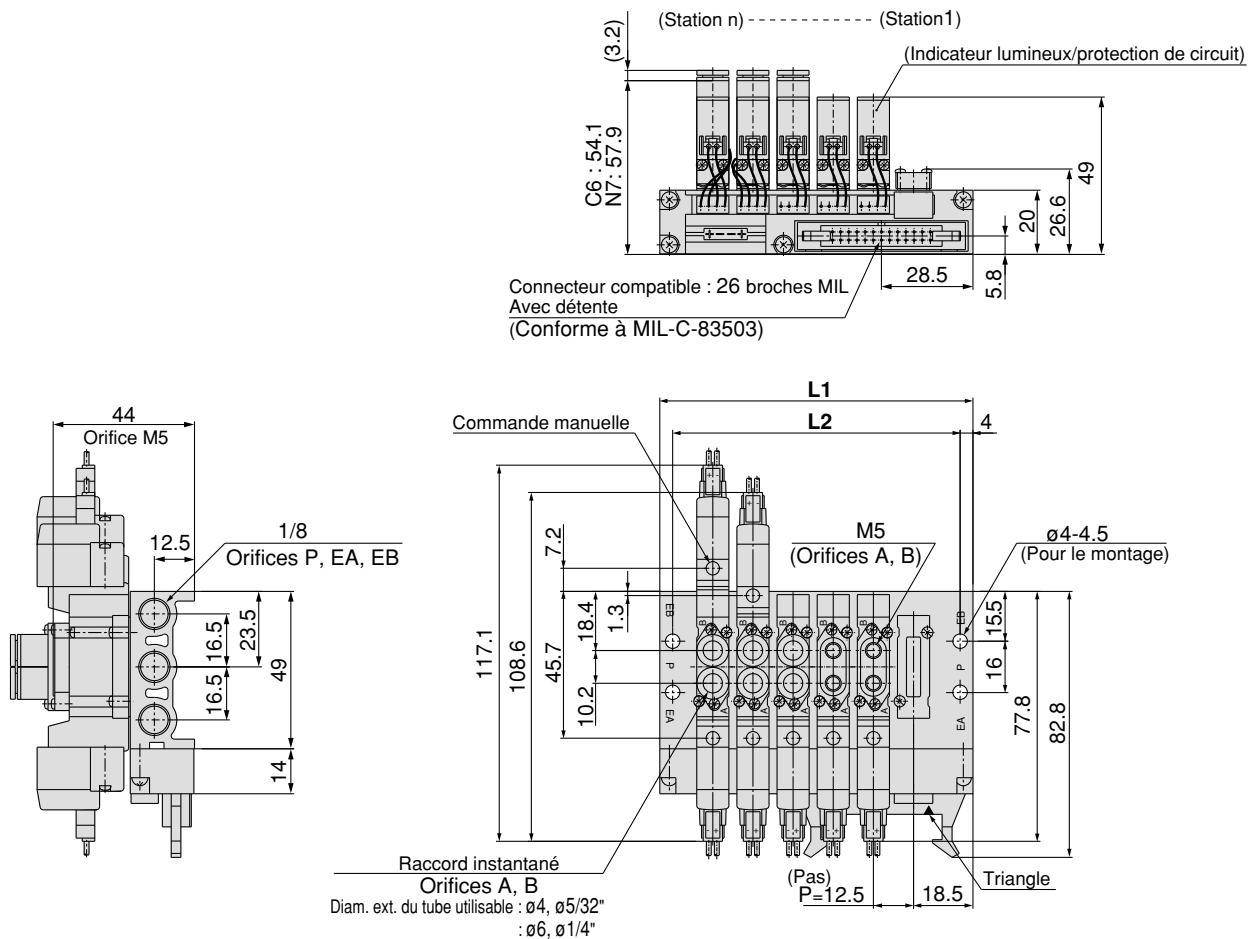 (Station n) ------------ (Station1)
(3.2)
(Indicateur lumineux/protection de circuit)
C6 : 54.1
N7: 57.9
49
20
26.6
5.8
28.5
Connecteur compatible : 26 broches MIL
Avec détente
(Conforme à MIL-C-83503)
L1
L2
4
44
Orifice M5
Commande manuelle
12.5
1/8
Orifices P, EA, EB
M5
(Orifices A, B)
ø4-4.5
(Pour le montage)
7.2
1.3
18.4
45.7
10.2
117.1
108.6
16.5
16.5
23.5
49
14
EB
P
EA
B
B
B
B
B
A
A
A
A
A
EB
P
EA
15.5
16
77.8
82.8
Raccord instantané
Orifices A, B
Diam. ext. du tube utilisable : ø4, ø5/32"
: ø6, ø1/4"
(Pas)
P=12.5
18.5
Triangle